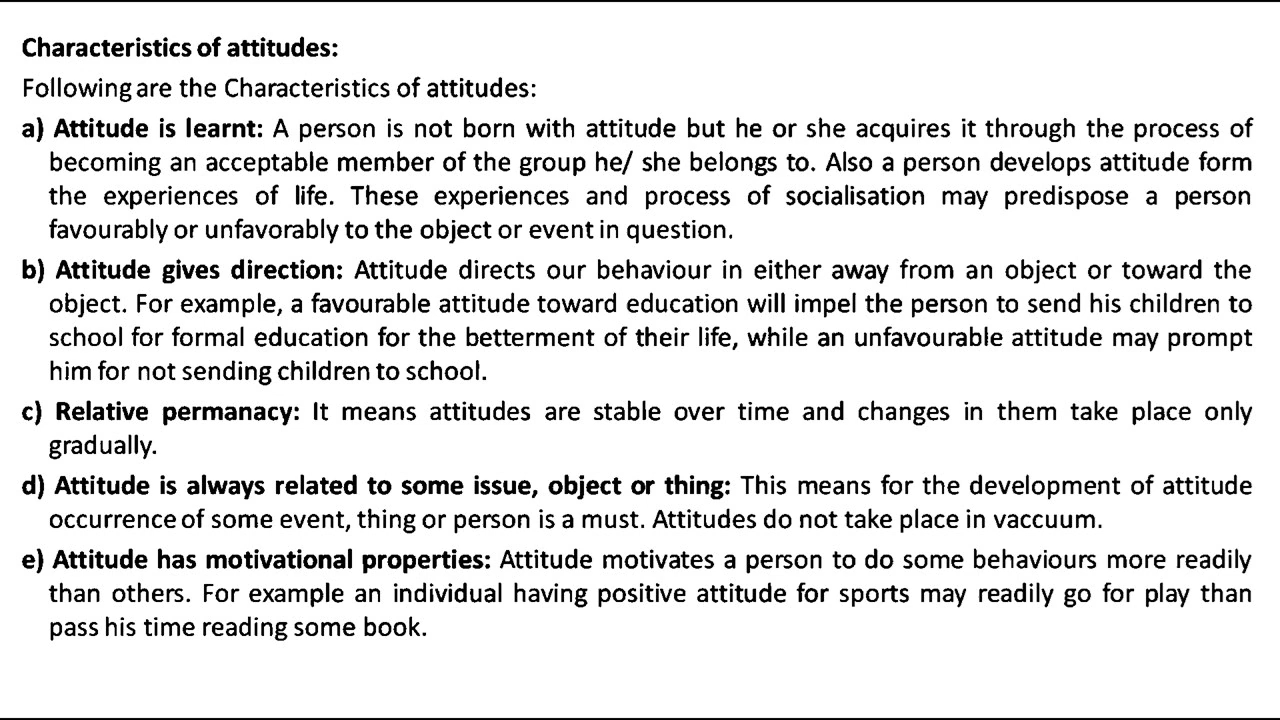 Characteristics of attitudes:
Following are the Characteristics of attitudes:
a) Attitude is learnt: A person is not born with attitude but he or she acquires it through the process of
becoming an acceptable member of the group he/ she belongs to. Also a person develops attitude form
the experiences of life. These experiences and process of socialisation may predispose a person
favourably or unfavorably to the object or event in question.
b) Attitude gives direction: Attitude directs our behaviour in either away from an object or toward the
object. For example, a favourable attitude toward education will impel the person to send his children to
school for formal education for the betterment of their life, while an unfavourable attitude may prompt
him for not sending children to school.
c) Relative permanacy: It means attitudes are stable over time and changes in them take place only
gradually.
d) Attitude is always related to some issue, object or thing: This means for the development of attitude
occurrence of some event, thing or person is a must. Attitudes do not take place in vaccuum.
e) Attitude has motivational properties: Attitude motivates a person to do some behaviours more readily
than others. For example an individual having positive attitude for sports may readily go for play than
pass his time reading some book.